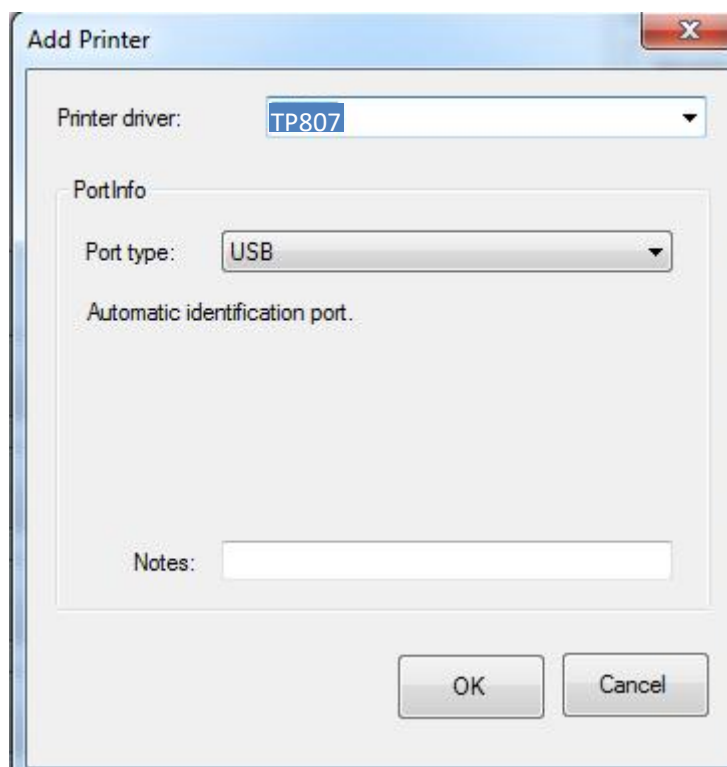 Add Printer
Printer driver: TP807
PortInfo
Port type: USB
Automatic identification port.
Notes:
OK Cancel